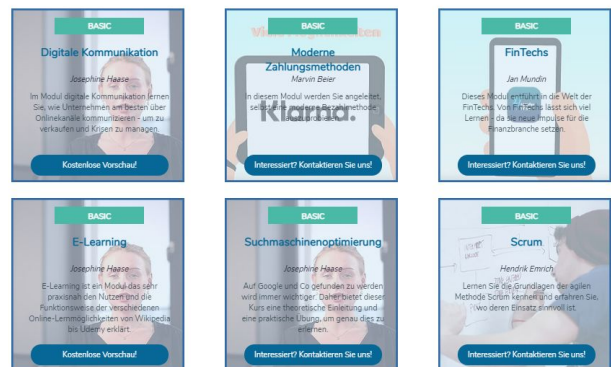 BASIC
Digitale Kommunikation
Josephine Haase
Im Modul digitale Kommunikation lernen
Sie, wie Unternehmen am besten über
Onlinekanäle kommunizieren - um zu
verkaufen und Krisen zu managen.
Kostenlose Vorschau!
BASIC
Moderne
Zahlungsmethoden
Marvin Beier
In diesem Modul werden Sie angeleitet,
selbst eine moderne Bezahlmethode
auszuprobieren.
Klarna.
Interessiert? Kontaktieren Sie uns!
BASIC
FinTechs
Jan Mundin
Dieses Modul entführt in die Welt der
FinTechs. Von FinTechs lässt sich viel
Lernen - da sie neue Impulse für die
Finanzbranche setzen.
Interessiert? Kontaktieren Sie uns!
BASIC
E-Learning
Josephine Haase
E-Learning ist ein Modul das sehr
praxisnah den Nutzen und die
Funktionsweise der verschiedenen
Online-Lernmöglichkeiten von Wikipedia
bis Udemy erklärt.
Kostenlose Vorschau!
BASIC
Suchmaschinenoptimierung
Josephine Haase
Auf Google und Co gefunden zu werden
wird immer wichtiger. Daher bietet dieser
Kurs eine theoretische Einleitung und
eine praktische Übung, um genau dies zu
erlernen.
Interessiert? Kontaktieren Sie uns!
BASIC
Scrum
Hendrik Emrich
Lernen Sie die Grundlagen der agilen
Methode Scrum kennen und erfahren Sie,
wo deren Einsatz sinnvoll ist.
Interessiert? Kontaktieren Sie uns!